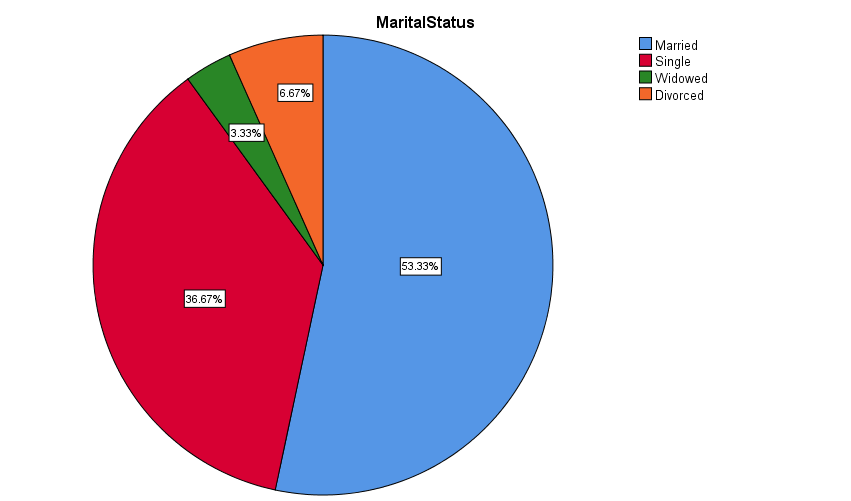 MaritalStatus
Married
Single
Widowed
Divorced
6.67%
3.33%
53.33%
36.67%